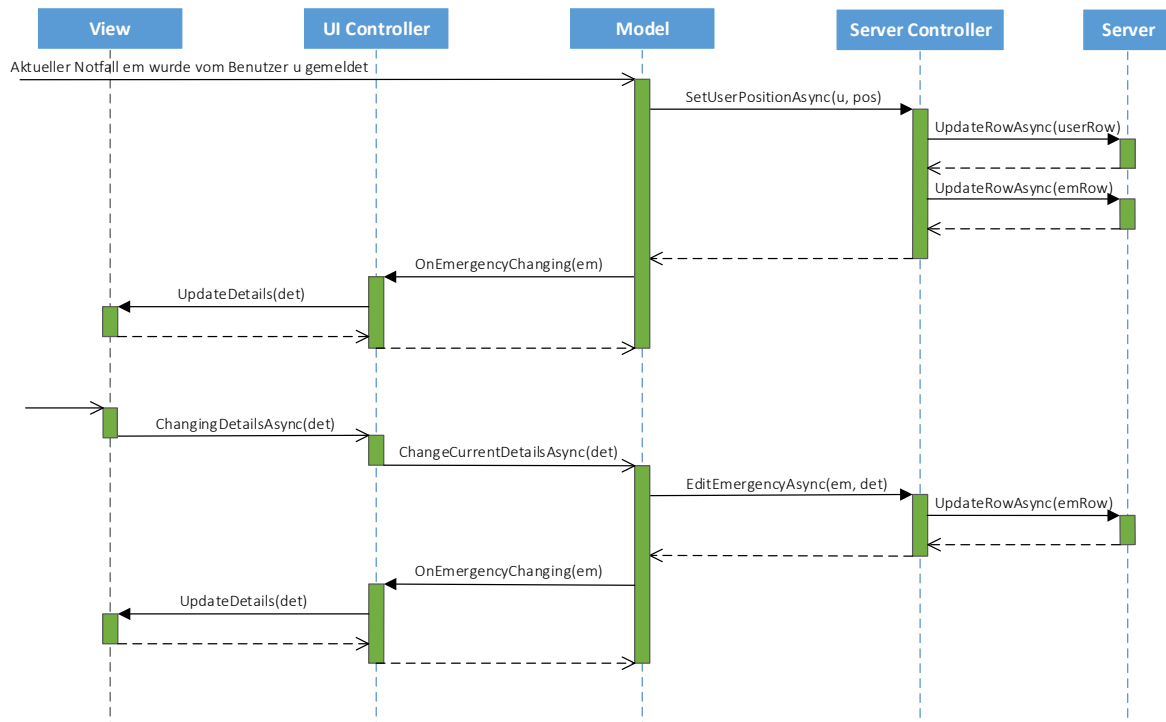 View
UI Controller
Model
Server Controller
Server
Aktueller Notfall em wurde vom Benutzer u gemeldet
SetUserPositionAsync(u, pos)
UpdateRowAsync(userRow)
UpdateRowAsync(emRow)
OnEmergencyChanging(em)
UpdateDetails(det)
ChangingDetailsAsync(det)
ChangeCurrentDetailsAsync(det)
EditEmergencyAsync(em, det)
UpdateRowAsync(emRow)
OnEmergencyChanging(em)
UpdateDetails(det)